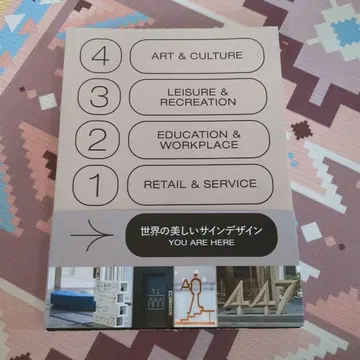 4 ART & CULTURE
3 LEISURE &
RECREATION
2 EDUCATION &
WORKPLACE
1 RETAIL & SERVICE
世界の美しいサインデザイン
YOU ARE HERE
447